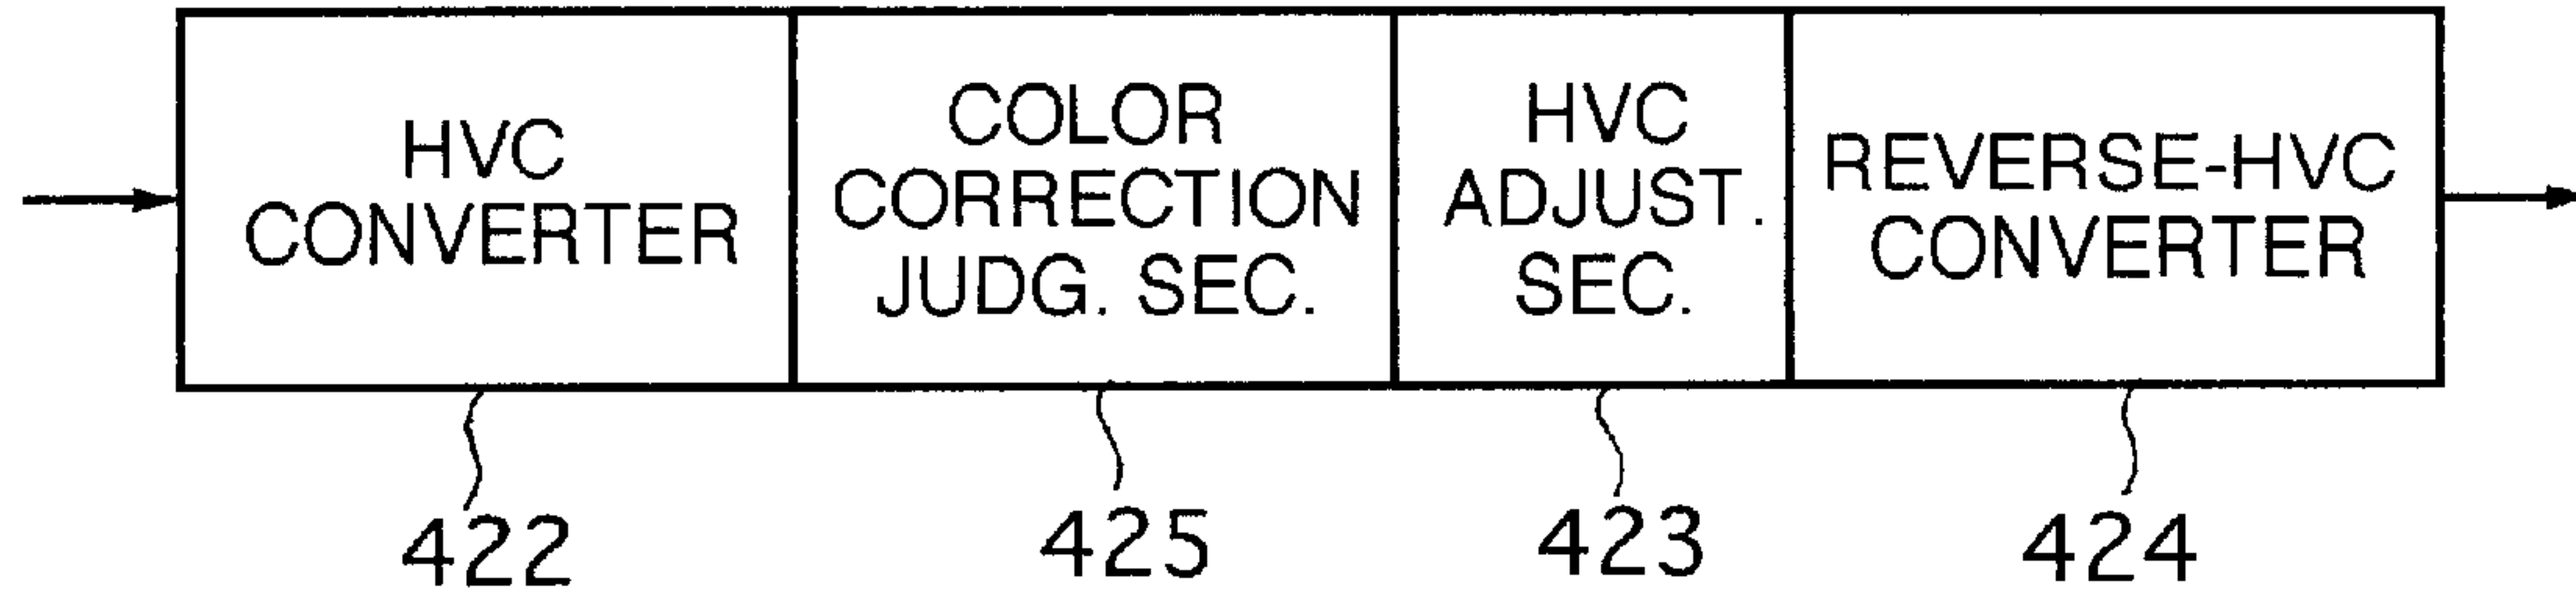 HVC
CONVERTER
COLOR
CORRECTION
JUDG. SEC.
HVC
ADJUST.
SEC.
REVERSE-HVC
CONVERTER
422
425
423
424